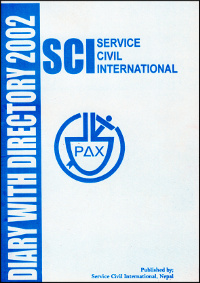 DIARY WITH DIRECTORY 2002
SCI
SERVICE
CIVIL
INTERNATIONAL
PAX
Published by;
Service Civil International, Nepal